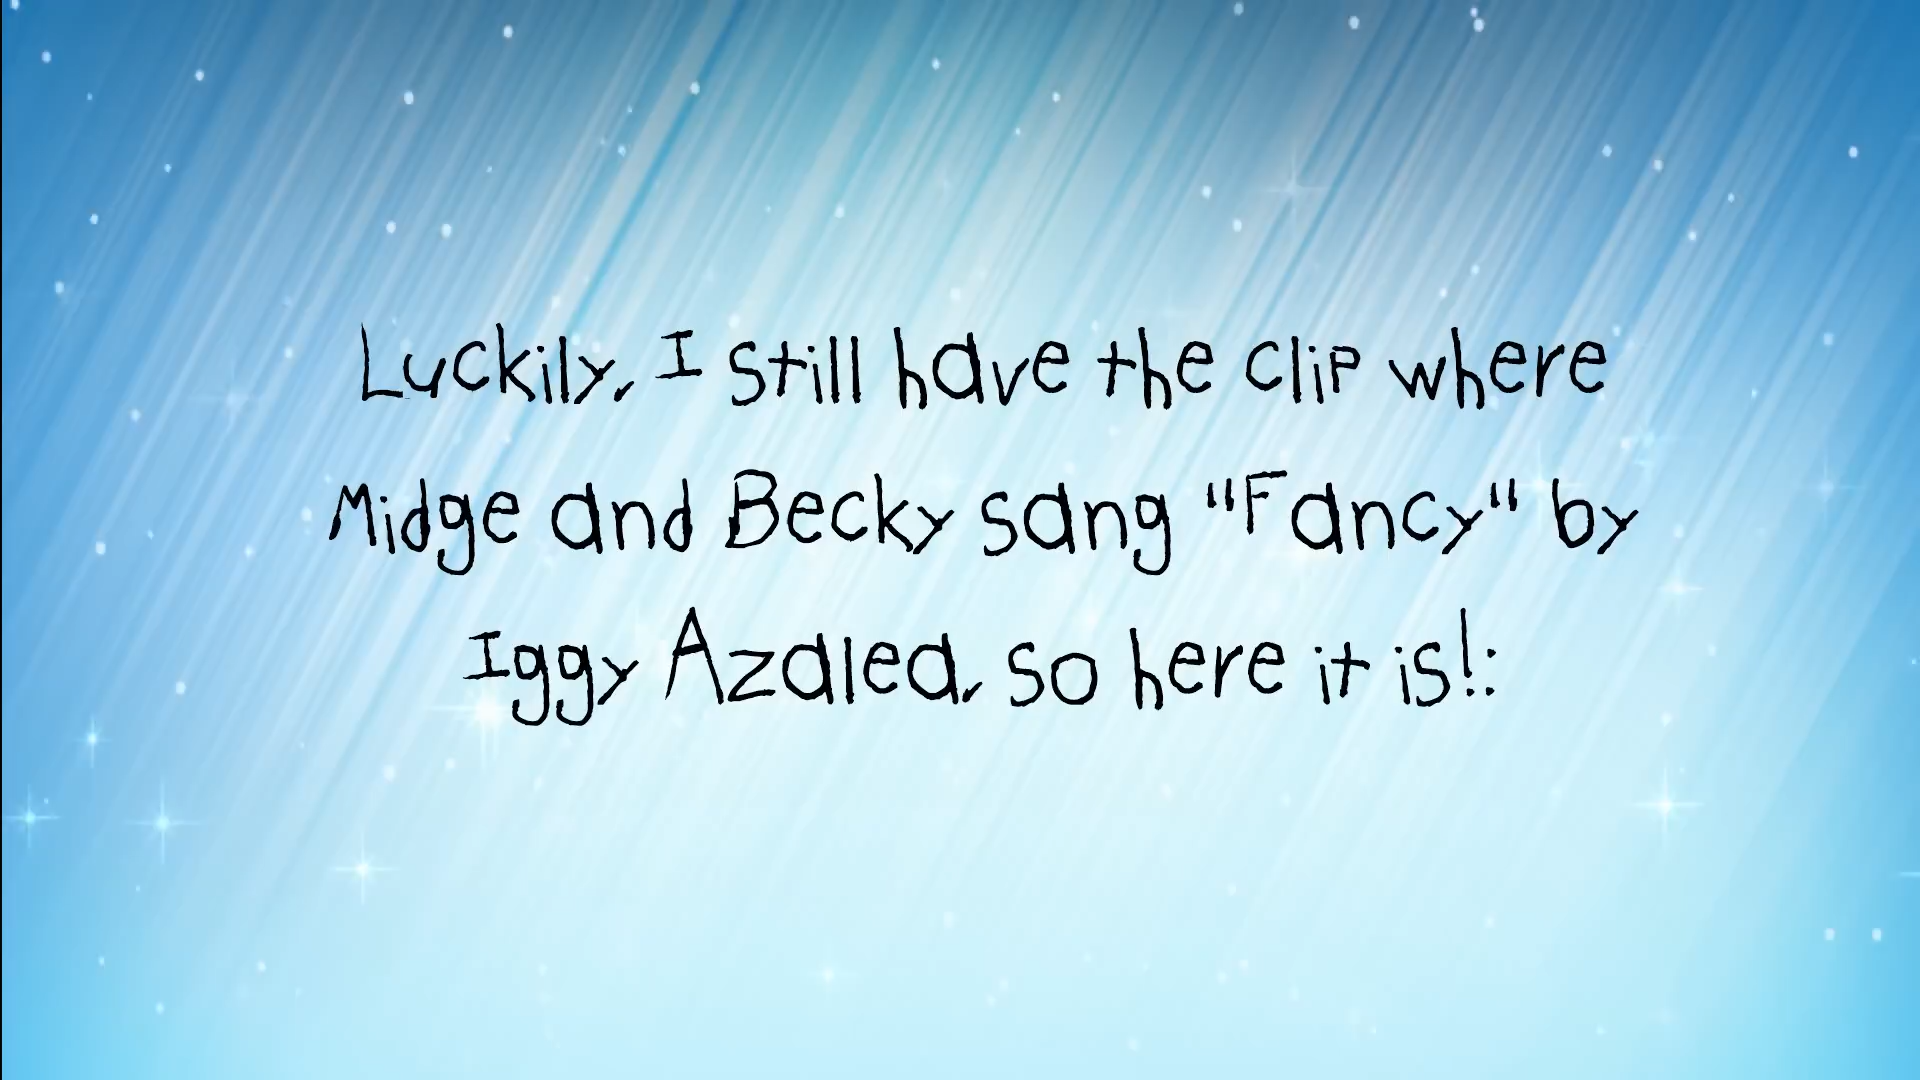 Luckily, I still have the clip where
Midge and Becky sang "Fancy" by
Iggy Azalea, so here it is!: